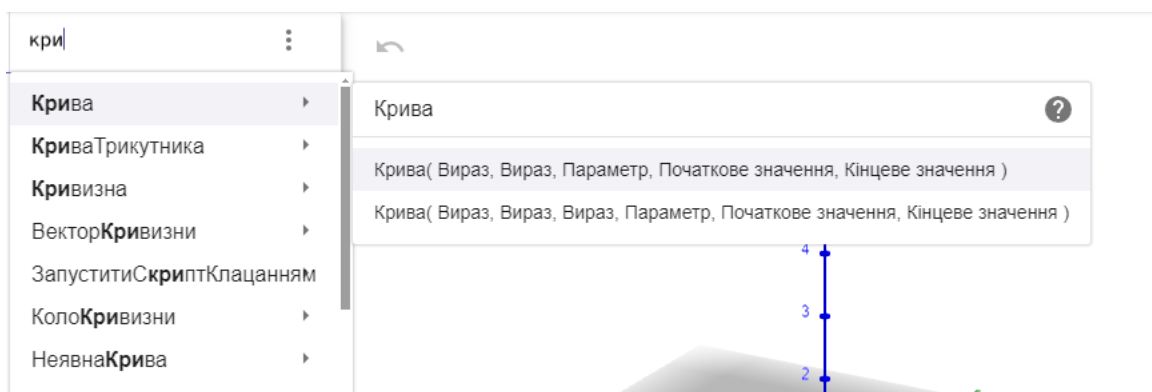 кри
Крива
КриваТрикутника
Кривизна
ВекторКривизни
ЗапуститиСкриптКлацанням
КолоКривизни
НеявнаКрива
Крива
Крива( Вираз, Вираз, Параметр, Початкове значення, Кінцеве значення )
Крива( Вираз, Вираз, Вираз, Параметр, Початкове значення, Кінцеве значення )
4
3
2